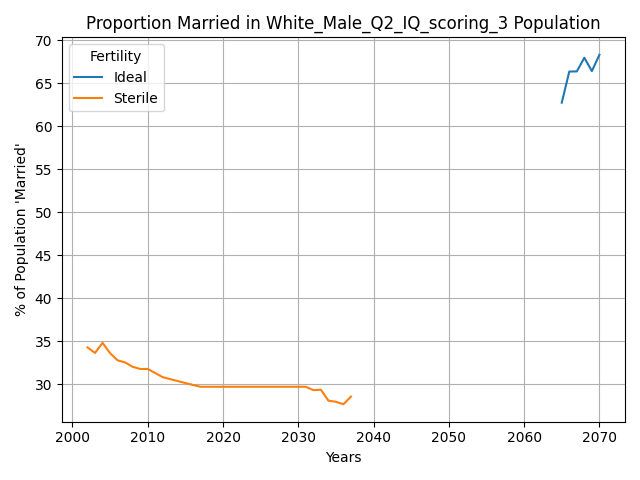 Proportion Married in White_Male_Q2_IQ_scoring_3 Population
Fertility
Ideal
Sterile
% of Population 'Married'
70
65
60
55
50
45
40
35
30
2000 2010 2020 2030 2040 2050 2060 2070
Years